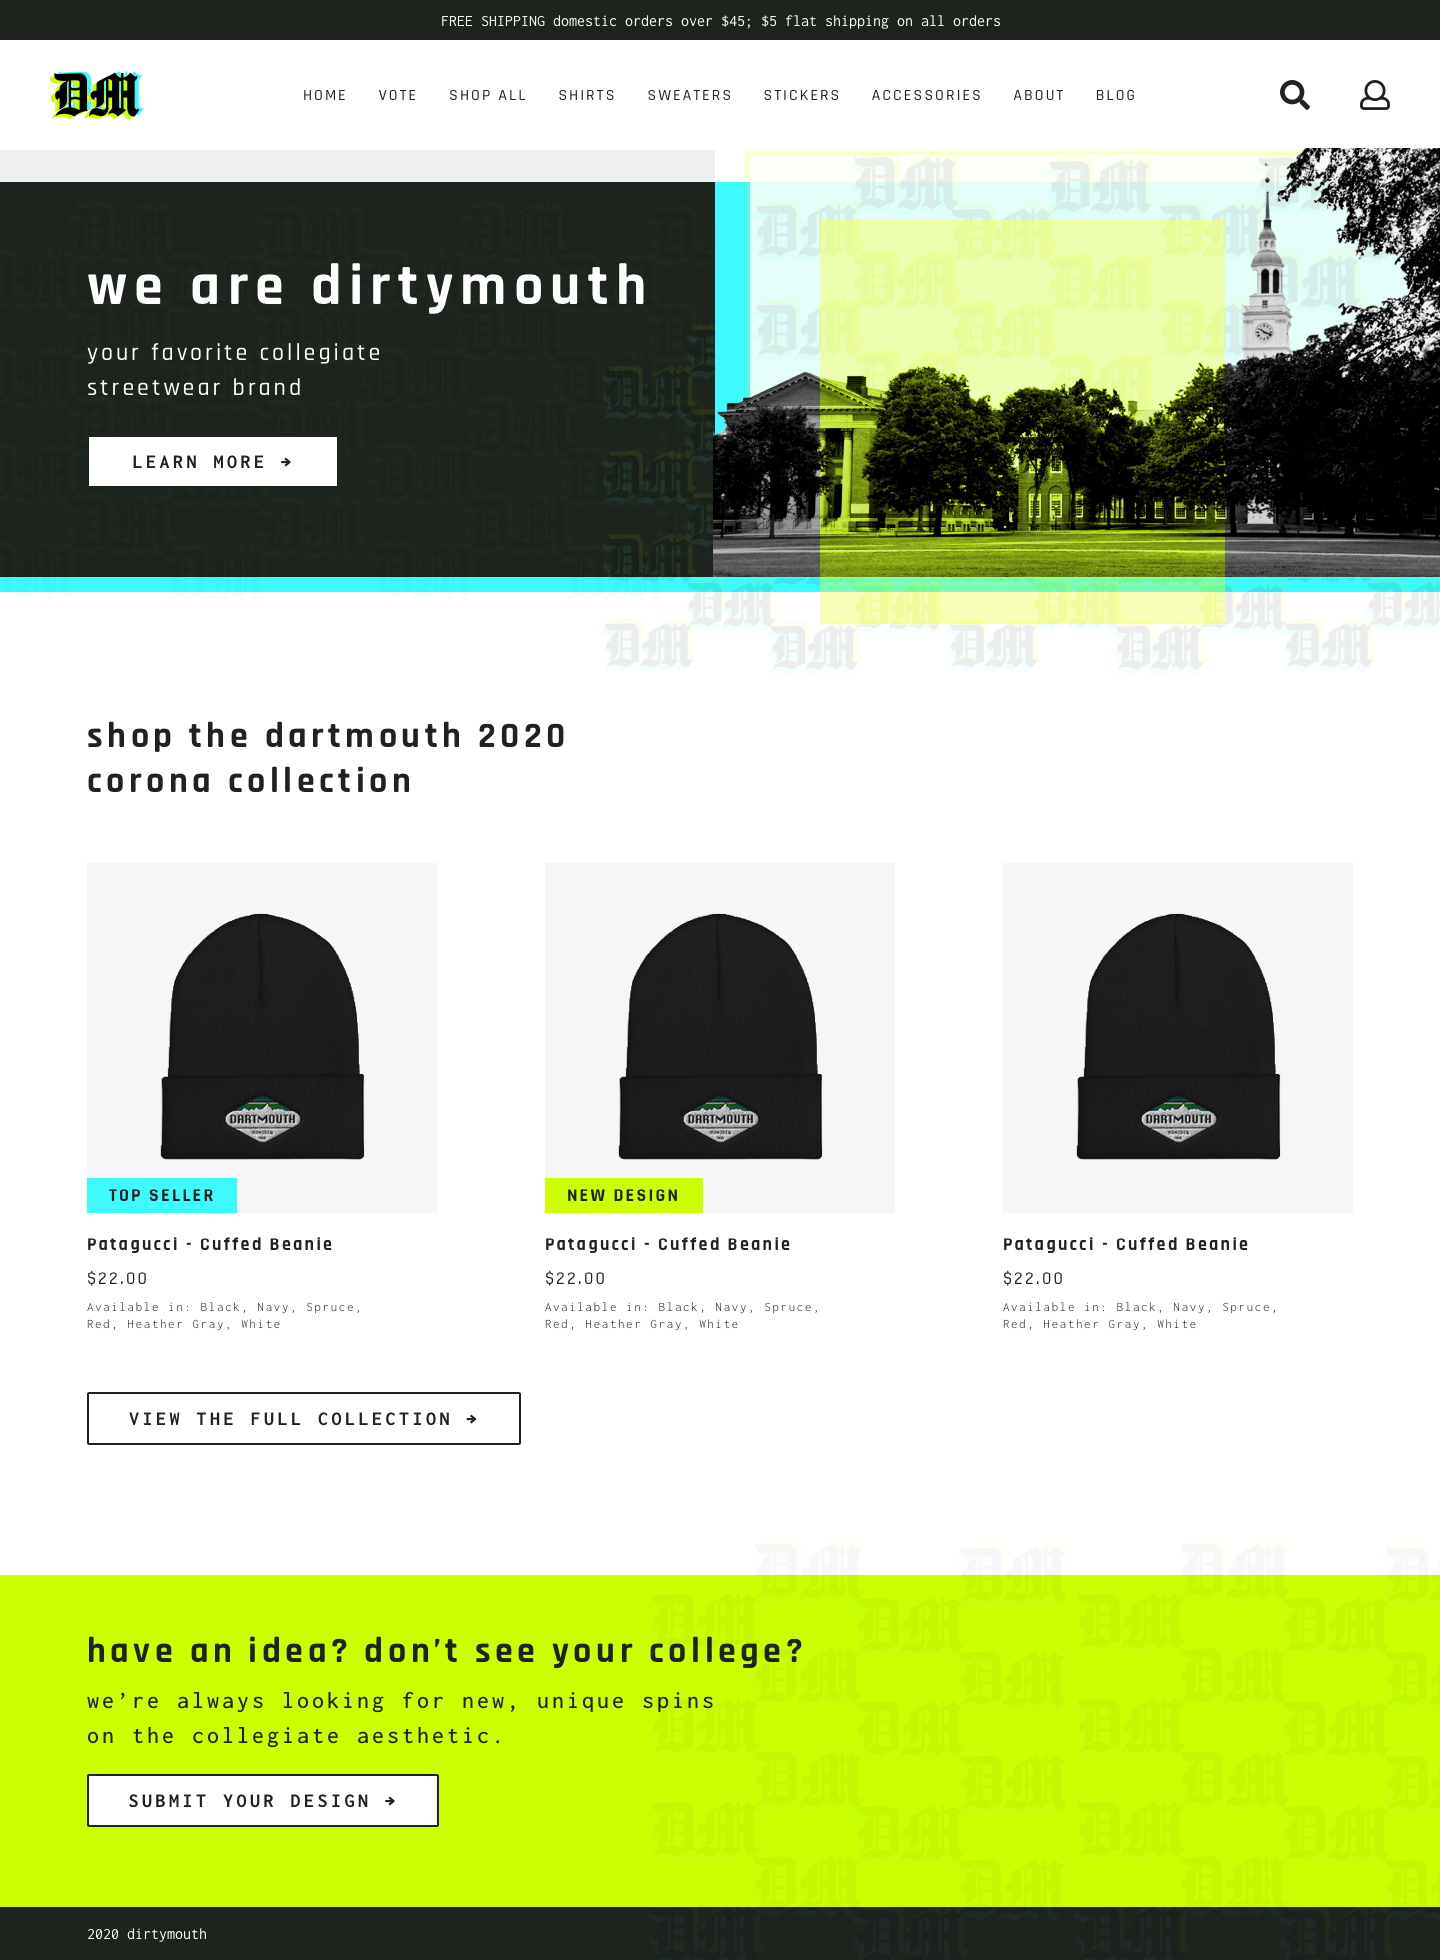 FREE SHIPPING domestic orders over $45; $5 flat shipping on all orders
DM
HOME VOTE SHOP ALL SHIRTS SWEATERS STICKERS ACCESSORIES ABOUT BLOG
we are dirtymouth
your favorite collegiate
streetwear brand
LEARN MORE →
shop the dartmouth 2020
corona collection
DARTMOUTH
DARTMOUTH
DARTMOUTH
TOP SELLER
NEW DESIGN
Patagucci - Cuffed Beanie
$22.00
Available in: Black, Navy, Spruce,
Red, Heather Gray, White
Patagucci - Cuffed Beanie
$22.00
Available in: Black, Navy, Spruce,
Red, Heather Gray, White
Patagucci - Cuffed Beanie
$22.00
Available in: Black, Navy, Spruce,
Red, Heather Gray, White
VIEW THE FULL COLLECTION →
have an idea? don’t see your college?
we’re always looking for new, unique spins
on the collegiate aesthetic.
SUBMIT YOUR DESIGN →
2020 dirtymouth